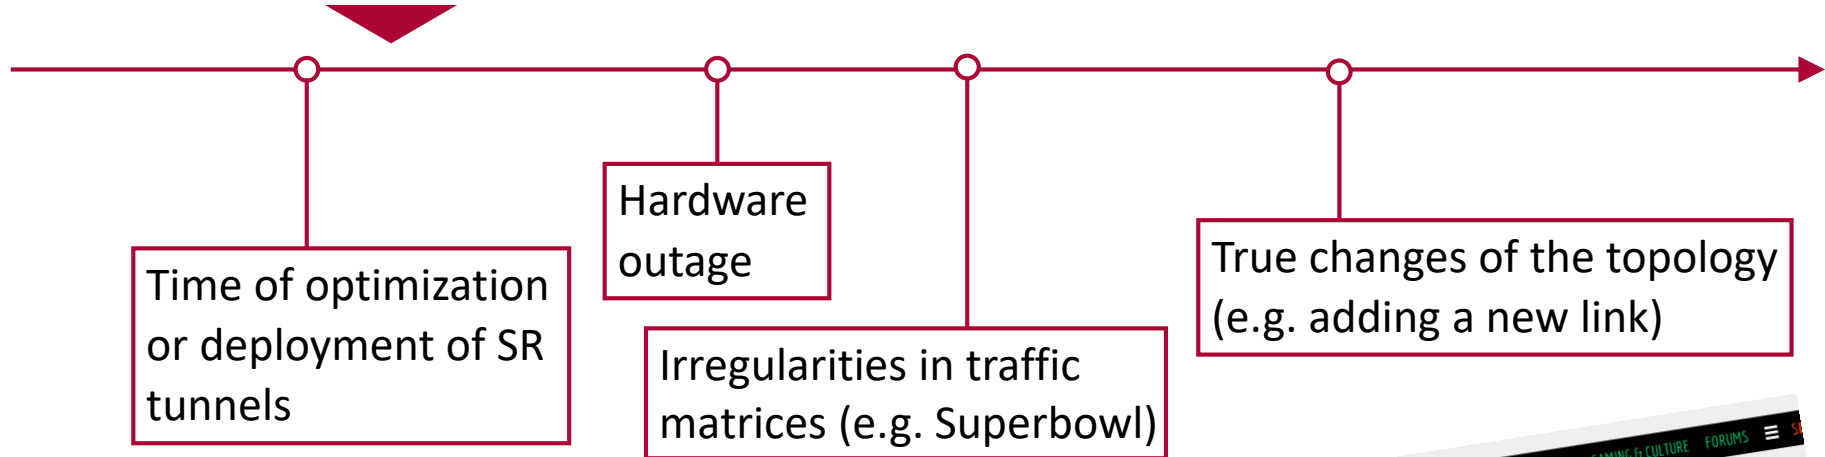 Time of optimization
or deployment of SR
tunnels
Hardware
outage
Irregularities in traffic
matrices (e.g. Superbowl)
True changes of the topology
(e.g. adding a new link)
& CULTURE FORUMS